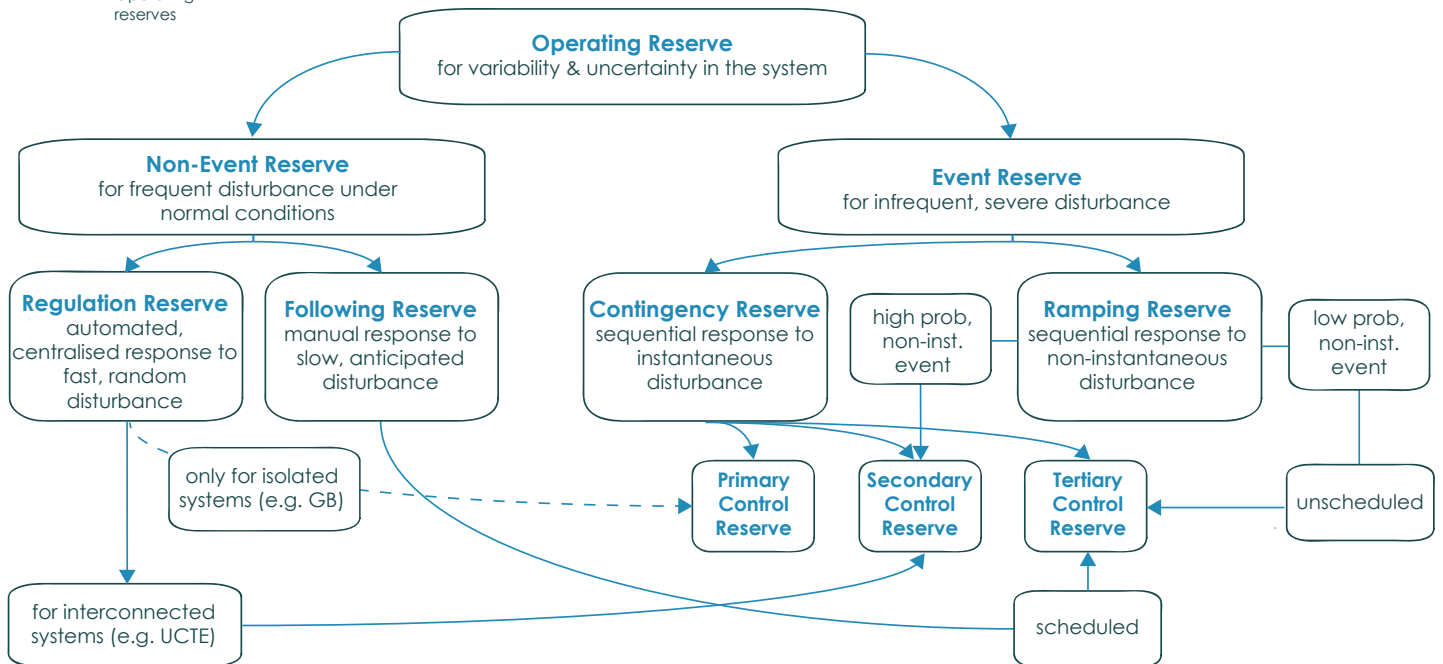 reserves
Operating Reserve
for variability & uncertainty in the system
Non-Event Reserve
for frequent disturbance under
normal conditions
Event Reserve
for infrequent, severe disturbance
Regulation Reserve
automated,
centralised response to
fast, random
disturbance
Following Reserve
manual response to
slow, anticipated
disturbance
Contingency Reserve
sequential response to
instantaneous
disturbance
high prob,
non-inst.
event
Ramping Reserve
sequential response to
non-instantaneous
disturbance
low prob,
non-inst.
event
only for isolated
systems (e.g. GB)
Primary
Control
Reserve
Secondary
Control
Reserve
Tertiary
Control
Reserve
unscheduled
for interconnected
systems (e.g. UCTE)
scheduled